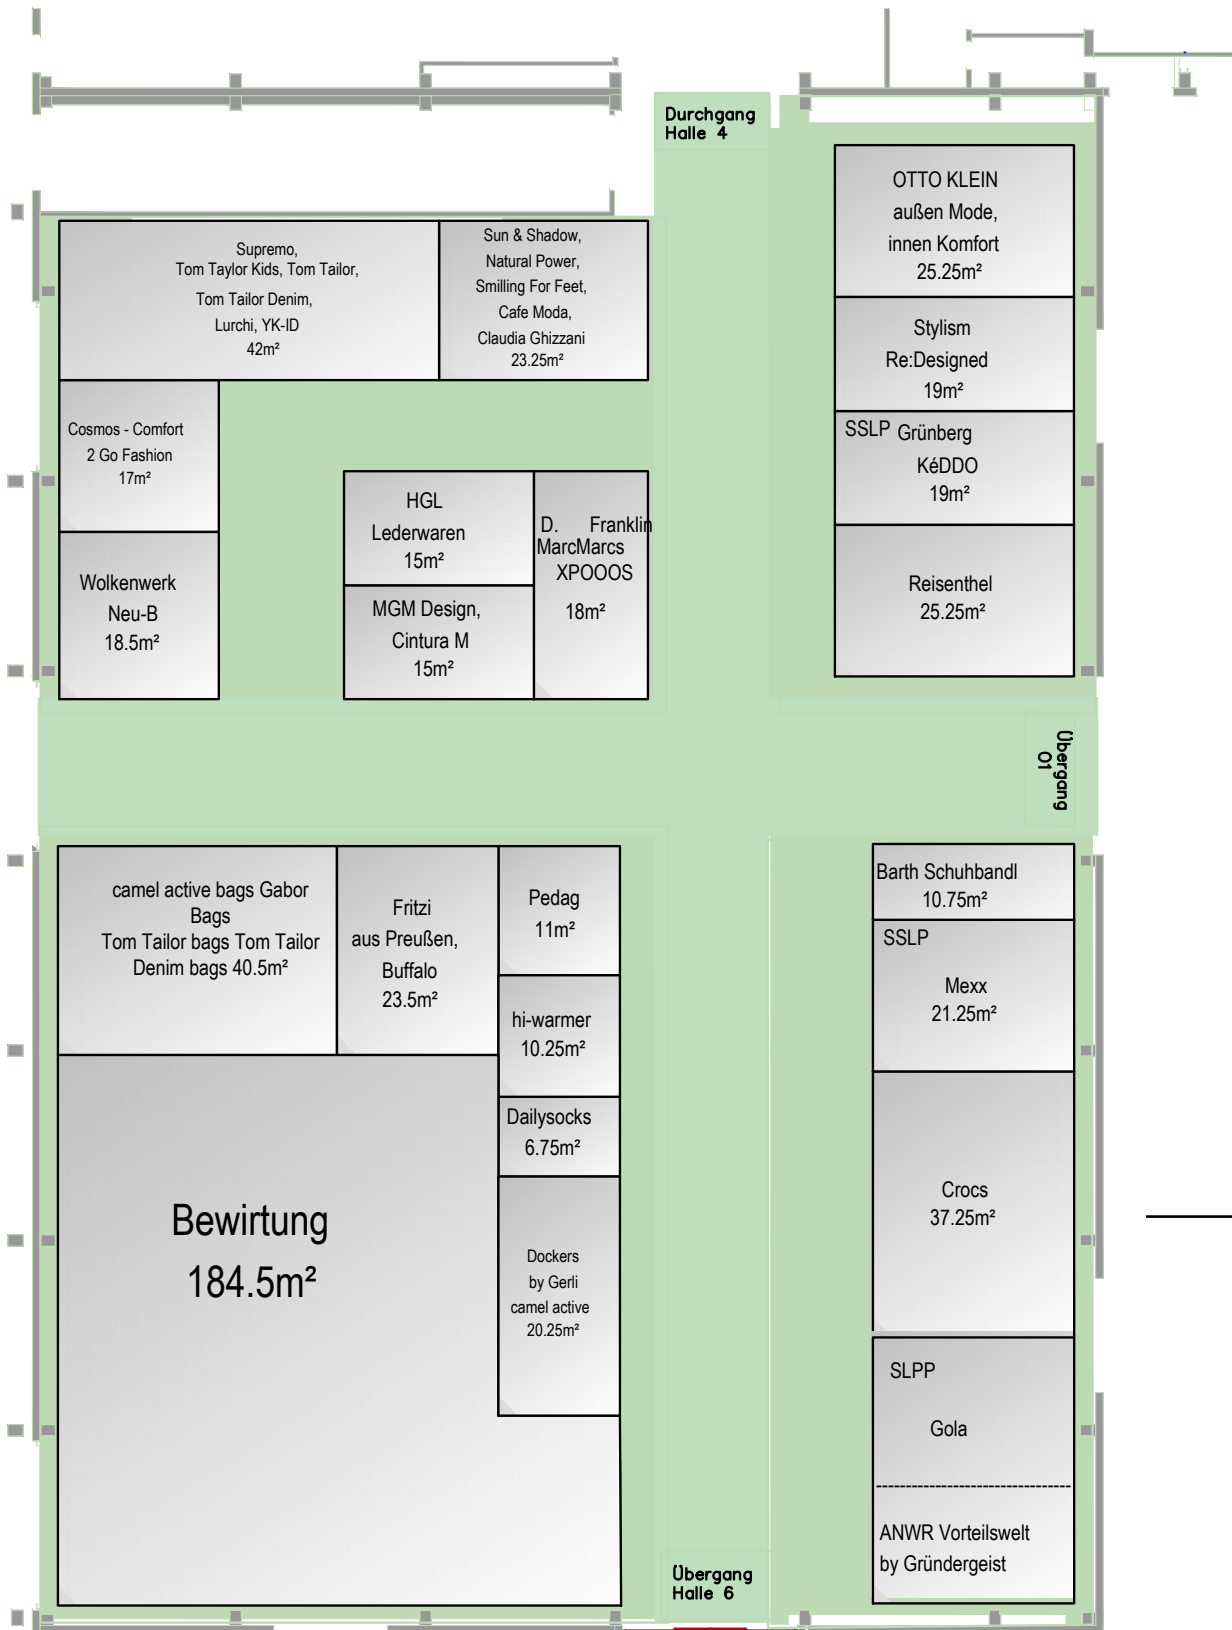 Durchgang
Halle 4
Supremo,
Tom Taylor Kids, Tom Tailor,
Tom Tailor Denim,
Lurchi, YK-ID
42m²
Sun & Shadow,
Natural Power,
Smilling For Feet,
Cafe Moda,
Claudia Ghizzani
23.25m²
OTTO KLEIN
außen Mode,
innen Komfort
25.25m²
Stylism
Re:Designed
19m²
Cosmos - Comfort
2 Go Fashion
17m²
SSLP Grünberg
KéDDO
19m²
HGL
Lederwaren
15m²
D. Franklin
MarcMarcs
XPOOOS
18m²
Wolkenwerk
Neu-B
18.5m²
MGM Design,
Cintura M
15m²
Reisenthel
25.25m²
Übergang
01
camel active bags Gabor
Bags
Tom Tailor bags Tom Tailor
Denim bags 40.5m²
Fritzi
aus Preußen,
Buffalo
23.5m²
Pedag
11m²
Barth Schuhbandl
10.75m²
SSLP
Mexx
21.25m²
hi-warmer
10.25m²
Dailysocks
6.75m²
Bewirtung
184.5m²
Crocs
37.25m²
Dockers
by Gerli
camel active
20.25m²
SLPP
Gola
ANWR Vorteilswelt
by Gründergeist
Übergang
Halle 6